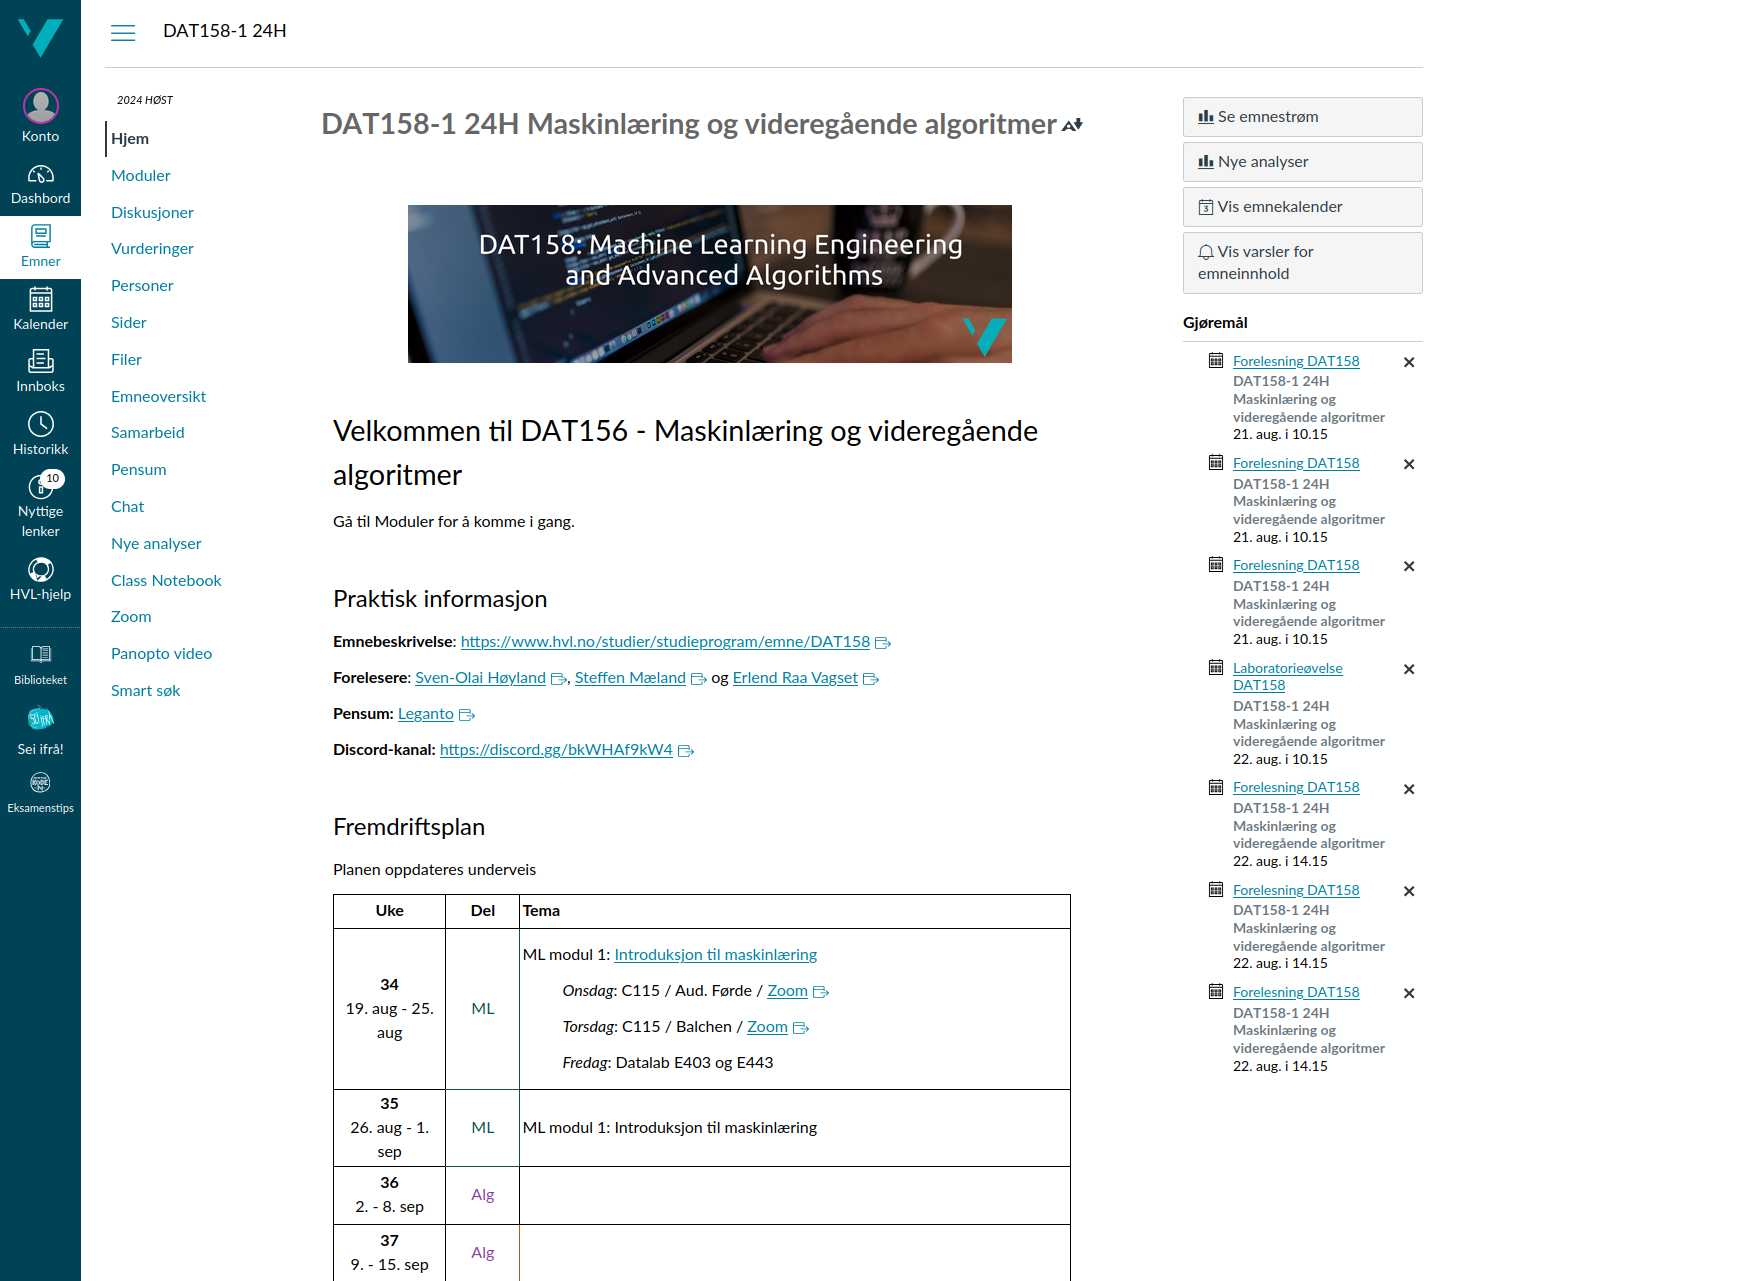 DAT158-1 24H
Konto
Dashbord
Emner
Kalender
Innboks
Historikk
10
Nyttige
lenker
HVL-hjelp
Biblioteket
Sei ifrå!
Eksamenstips
2024 HØST
Hjem
Moduler
Diskusjoner
Vurderinger
Personer
Sider
Filer
Emneoversikt
Samarbeid
Pensum
Chat
Nye analyser
Class Notebook
Zoom
Panopto video
Smart søk
DAT158-1 24H Maskinlæring og videregående algoritmer
DAT158: Machine Learning Engineering
and Advanced Algorithms
Velkommen til DAT156 - Maskinlæring og videregående
algoritmer
Gå til Moduler for å komme i gang.
Praktisk informasjon
Emnebeskrivelse: https://www.hvl.no/studier/studieprogram/emne/DAT158
Forelesere: Sven-Olai Høyland, Steffen Mæland og Erlend Raa Vagset
Pensum: Leganto
Discord-kanal: https://discord.gg/bkWHAf9kW4
Fremdriftsplan
Planen oppdateres underveis
Uke Del Tema
34
19. aug - 25.
aug
ML
ML modul 1: Introduksjon til maskinlæring
Onsdag: C115 / Aud. Førde / Zoom
Torsdag: C115 / Balchen / Zoom
Fredag: Datalab E403 og E443
35
26. aug - 1.
sep
ML
ML modul 1: Introduksjon til maskinlæring
36
2. - 8. sep
Alg
37
9. - 15. sep
Alg
Se emnestrøm
Nye analyser
3 Vis emnekalender
Vis varsler for
emneinnhold
Gjøremål
Forelesning DAT158
DAT158-1 24H
Maskinlæring og
videregående algoritmer
21. aug. i 10.15
Forelesning DAT158
DAT158-1 24H
Maskinlæring og
videregående algoritmer
21. aug. i 10.15
Forelesning DAT158
DAT158-1 24H
Maskinlæring og
videregående algoritmer
21. aug. i 10.15
Laboratorieøvelse
DAT158
DAT158-1 24H
Maskinlæring og
videregående algoritmer
22. aug. i 10.15
Forelesning DAT158
DAT158-1 24H
Maskinlæring og
videregående algoritmer
22. aug. i 14.15
Forelesning DAT158
DAT158-1 24H
Maskinlæring og
videregående algoritmer
22. aug. i 14.15
Forelesning DAT158
DAT158-1 24H
Maskinlæring og
videregående algoritmer
22. aug. i 14.15